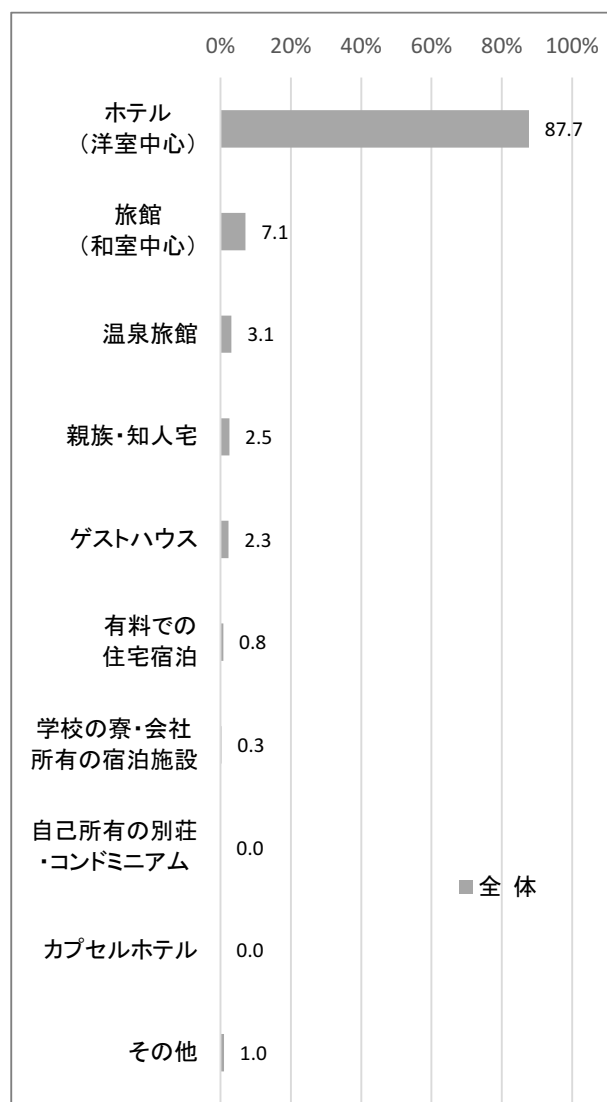 0% 20% 40% 60% 80% 100%
ホテル
（洋室中心）
87.7
旅館
（和室中心）
7.1
温泉旅館
3.1
親族・知人宅
2.5
ゲストハウス
2.3
有料での
住宅宿泊
0.8
学校の寮・会社
所有の宿泊施設
0.3
自己所有の別荘
・コンドミニアム
0.0
全 体
カプセルホテル
0.0
その他
1.0